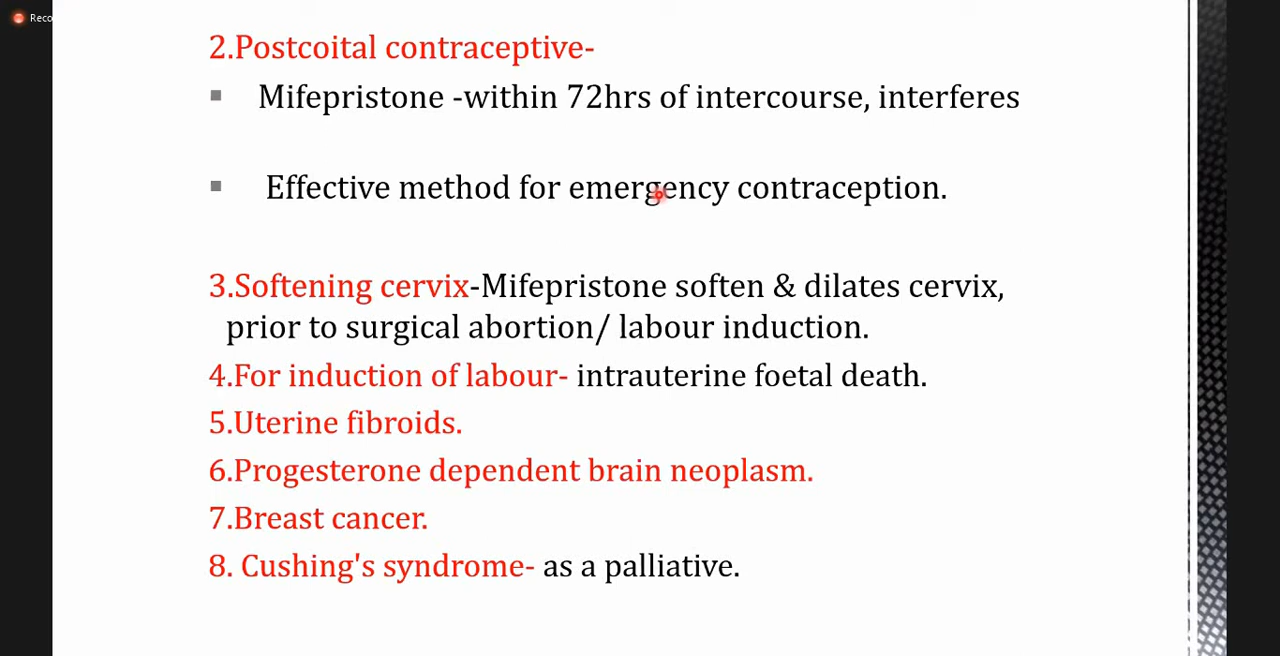 Reco
2.Postcoital contraceptive-
▪ Mifepristone -within 72hrs of intercourse, interferes
▪ Effective method for emergency contraception.
3.Softening cervix-Mifepristone soften & dilates cervix,
prior to surgical abortion/ labour induction.
4.For induction of labour- intrauterine foetal death.
5.Uterine fibroids.
6.Progesterone dependent brain neoplasm.
7.Breast cancer.
8. Cushing's syndrome- as a palliative.